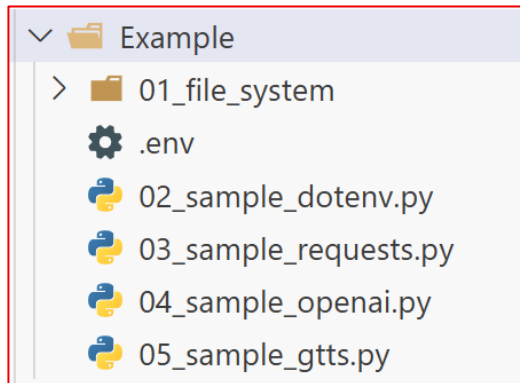 Example
01_file_system
.env
02_sample_dotenv.py
03_sample_requests.py
04_sample_openai.py
05_sample_gtts.py